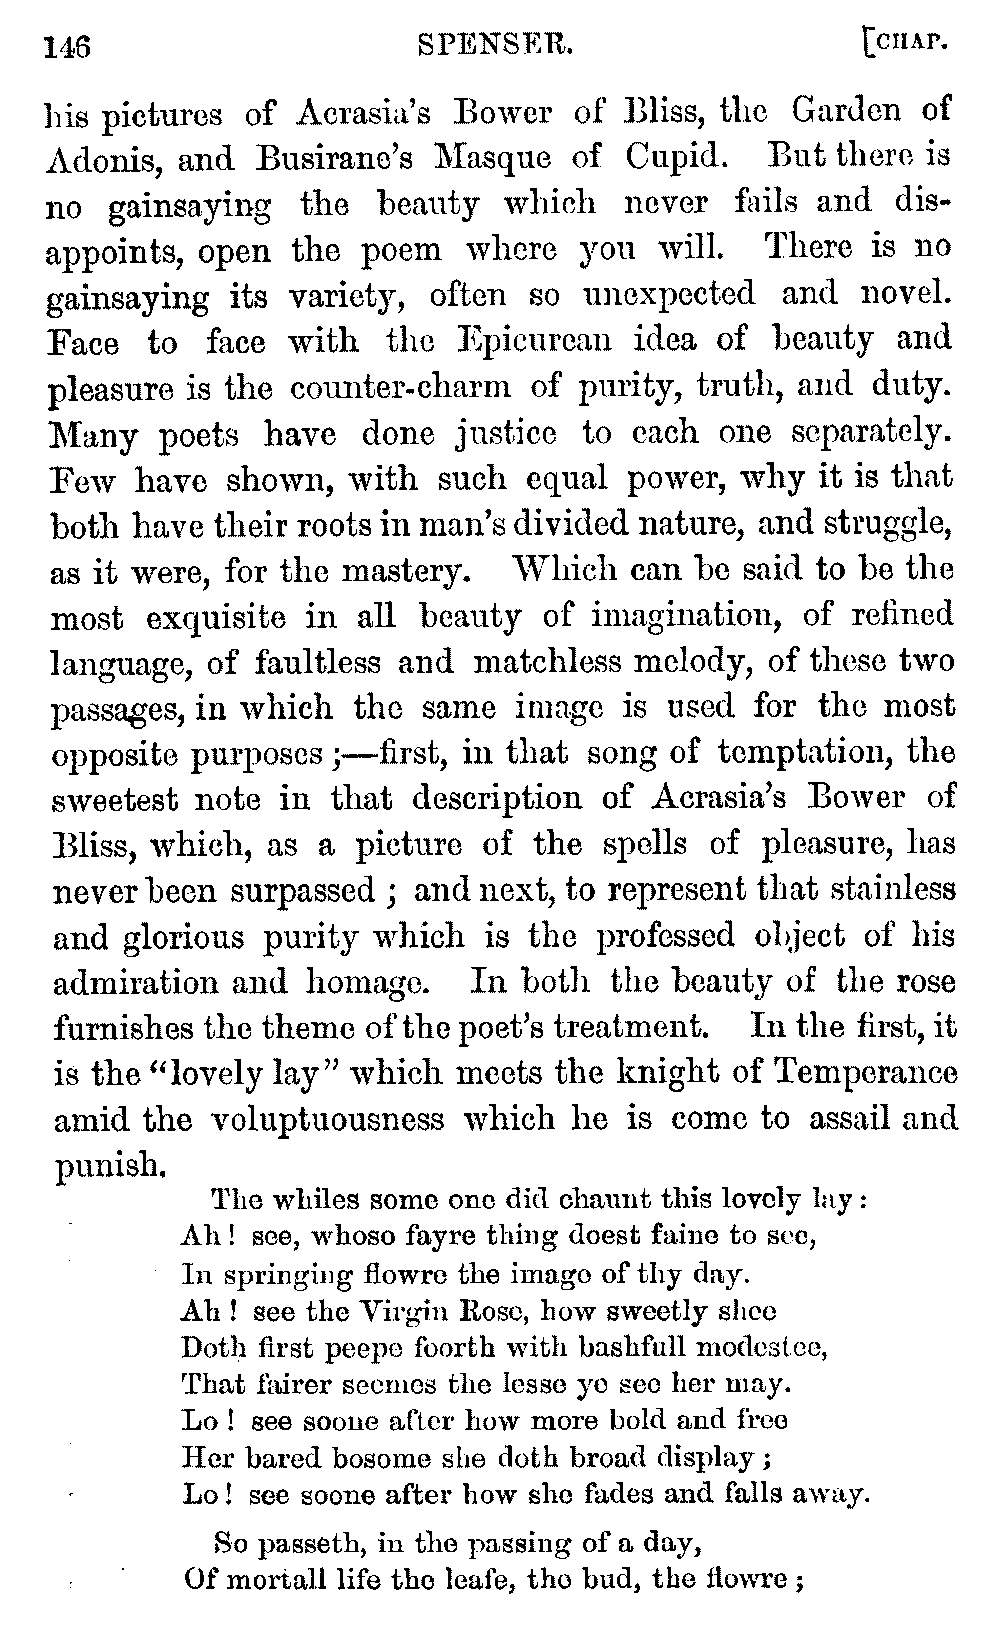 146 SPENSER. [CHAP.
his pictures of Acrasia's Bower of Bliss, the Garden of
Adonis, and Busirane's Masque of Cupid. But there is
no gainsaying the beauty which never fails and dis-
appoints, open the poem where you will. There is no
gainsaying its variety, often so unexpected and novel.
Face to face with the Epicurean idea of beauty and
pleasure is the counter-charm of purity, truth, and duty.
Many poets have done justice to each one separately.
Few have shown, with such equal power, why it is that
both have their roots in man's divided nature, and struggle,
as it were, for the mastery. Which can be said to be the
most exquisite in all beauty of imagination, of refined
language, of faultless and matchless melody, of these two
passages, in which the same image is used for the most
opposite purposes;—first, in that song of temptation, the
sweetest note in that description of Acrasia's Bower of
Bliss, which, as a picture of the spells of pleasure, has
never been surpassed; and next, to represent that stainless
and glorious purity which is the professed object of his
admiration and homage. In both the beauty of the rose
furnishes the theme of the poet's treatment. In the first, it
is the "lovely lay" which meets the knight of Temperance
amid the voluptuousness which he is come to assail and
punish.
The whiles some one did chaunt this lovely lay:
Ah! see, whoso fayre thing doest faine to see,
In springing flowre the image of thy day.
Ah! see the Virgin Rose, how sweetly shee
Doth first peepe foorth with bashfull modestee,
That fairer seemes the lesse ye see her may.
Lo! see soone after how more bold and free
Her bared bosome she doth broad display;
Lo! see soone after how she fades and falls away.
So passeth, in the passing of a day,
Of mortall life the leafe, the bud, the flowre;